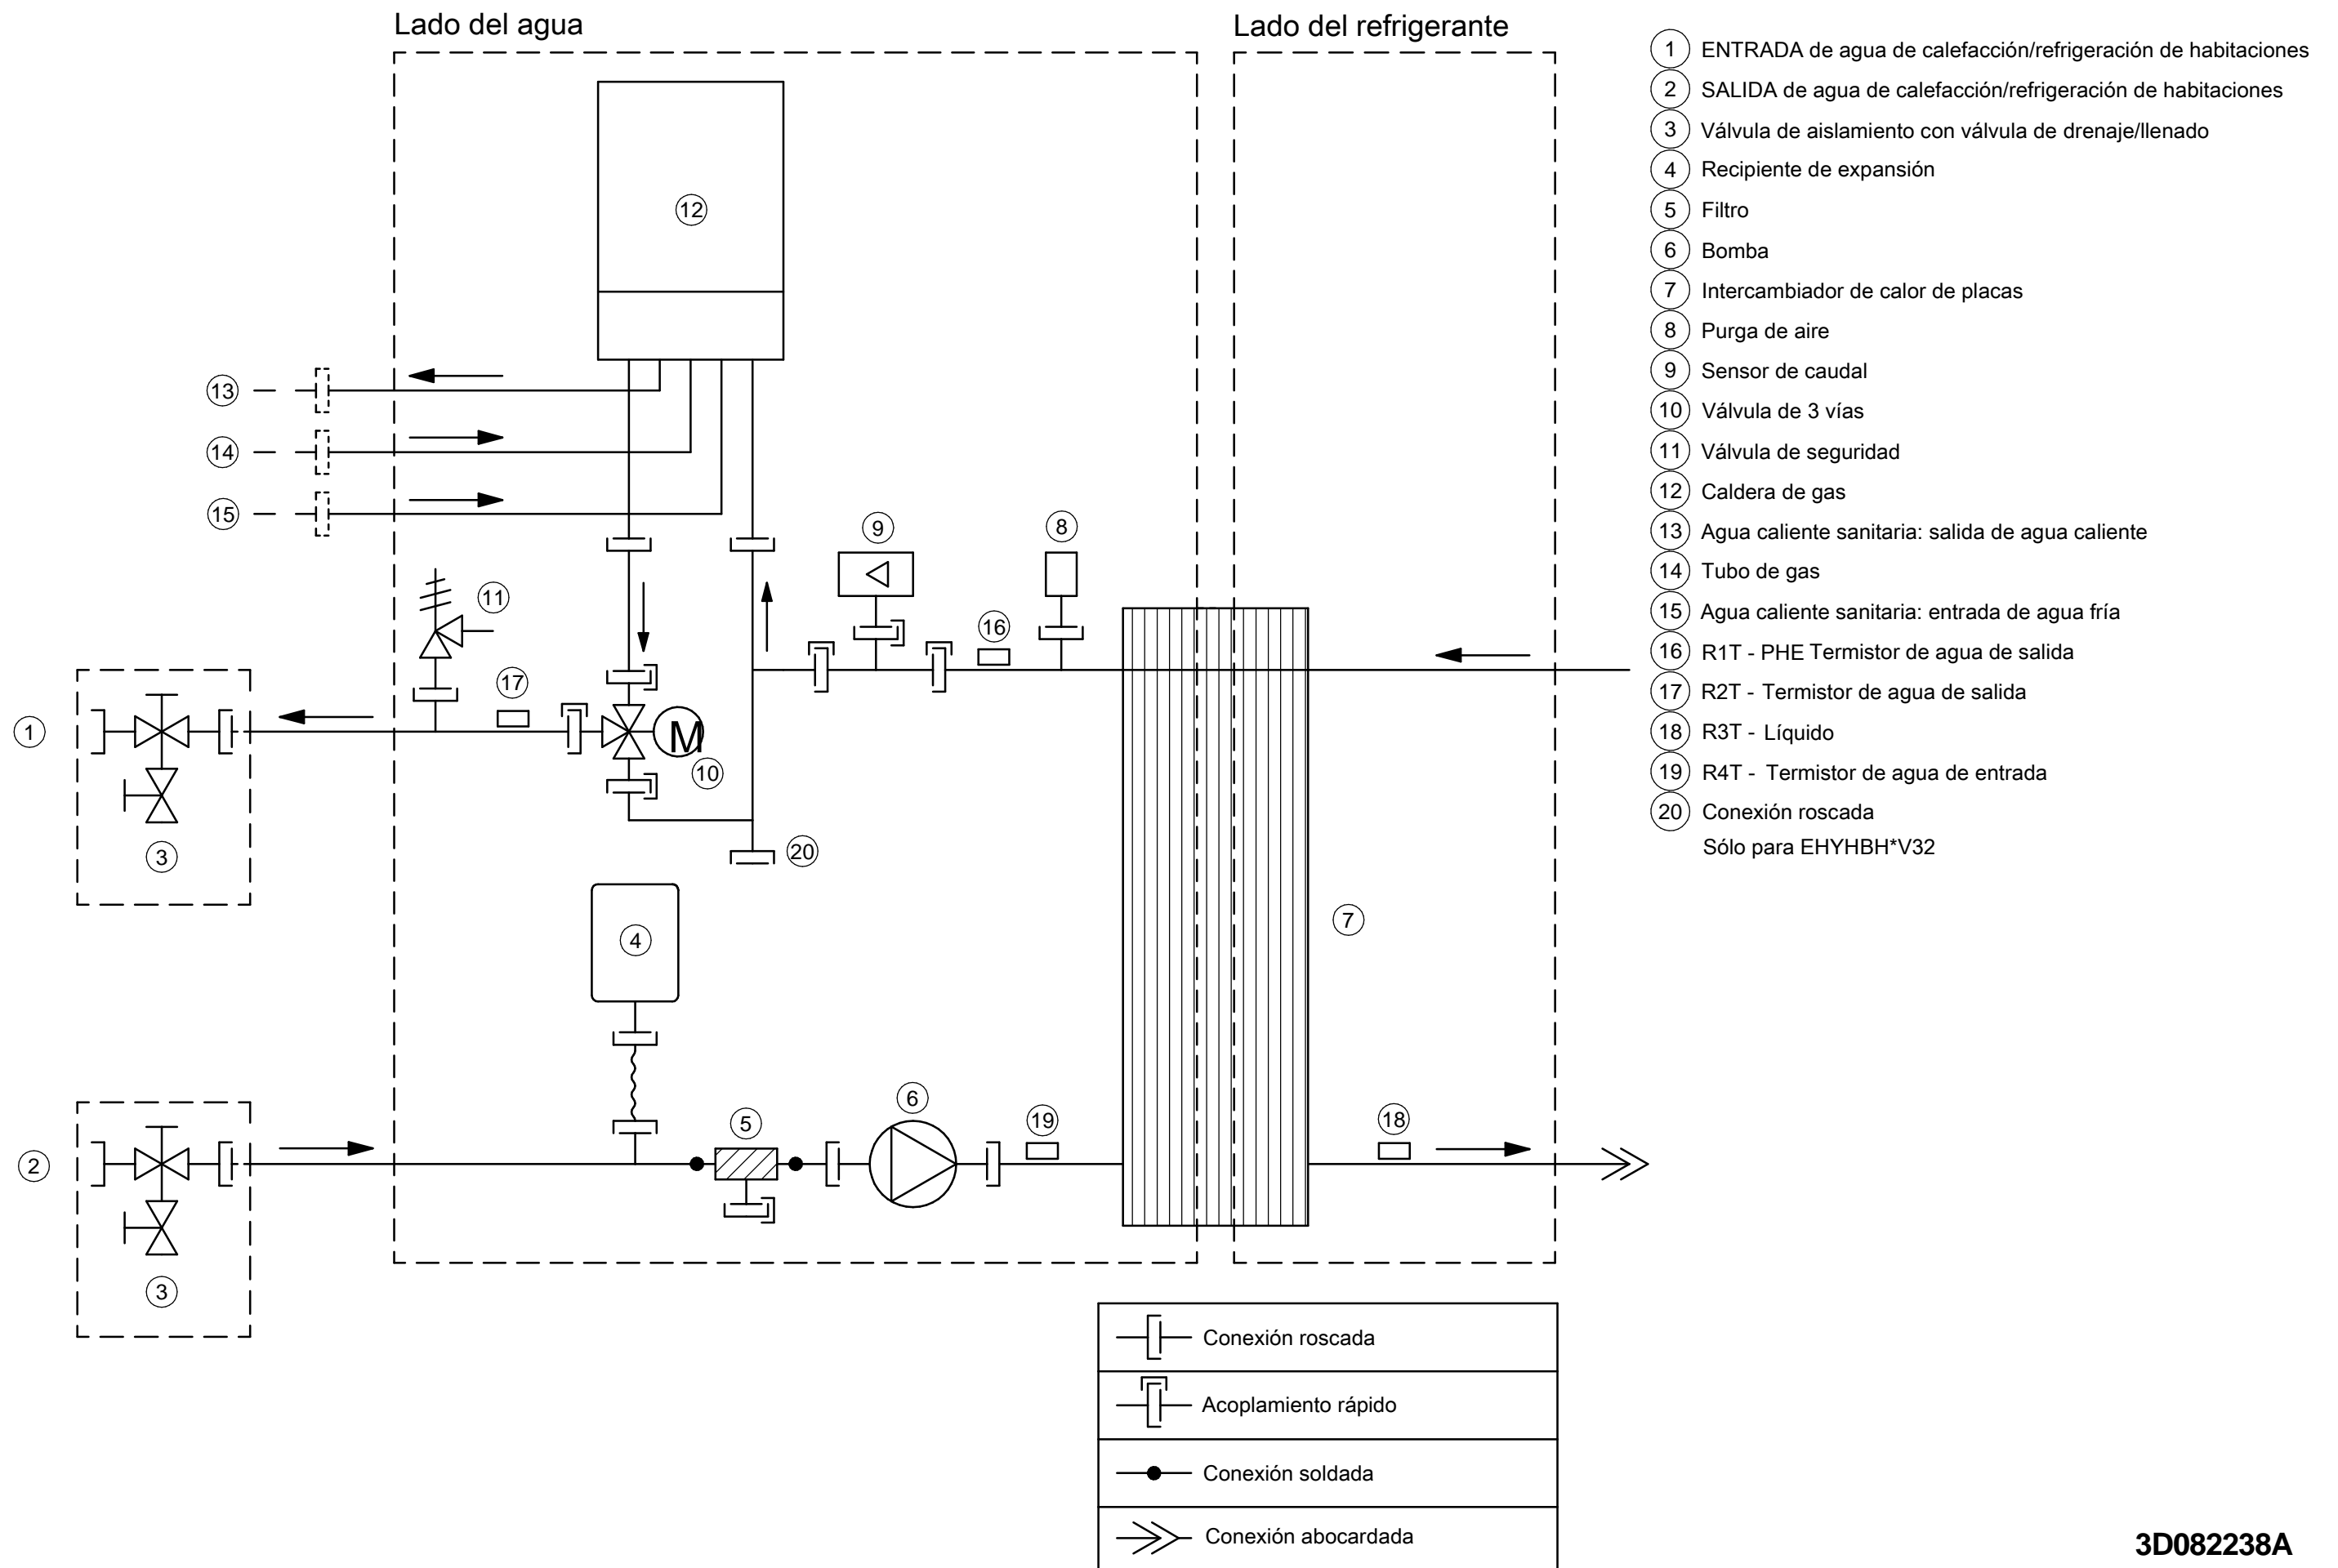 Lado del agua
Lado del refrigerante
1 ENTRADA de agua de calefacción/refrigeración de habitaciones
2 SALIDA de agua de calefacción/refrigeración de habitaciones
3 Válvula de aislamiento con válvula de drenaje/llenado
4 Recipiente de expansión
5 Filtro
6 Bomba
7 Intercambiador de calor de placas
8 Purga de aire
9 Sensor de caudal
10 Válvula de 3 vías
11 Válvula de seguridad
12 Caldera de gas
13 Agua caliente sanitaria: salida de agua caliente
14 Tubo de gas
15 Agua caliente sanitaria: entrada de agua fría
16 R1T - PHE Termistor de agua de salida
17 R2T - Termistor de agua de salida
18 R3T - Líquido
19 R4T - Termistor de agua de entrada
20 Conexión roscada
Sólo para EHYHBH*V32
12
13
14
15
9
8
11
16
17
1
M
10
3
20
4
7
6
5
19
18
2
3
Conexión roscada
Acoplamiento rápido
Conexión soldada
Conexión abocardada
3D082238A